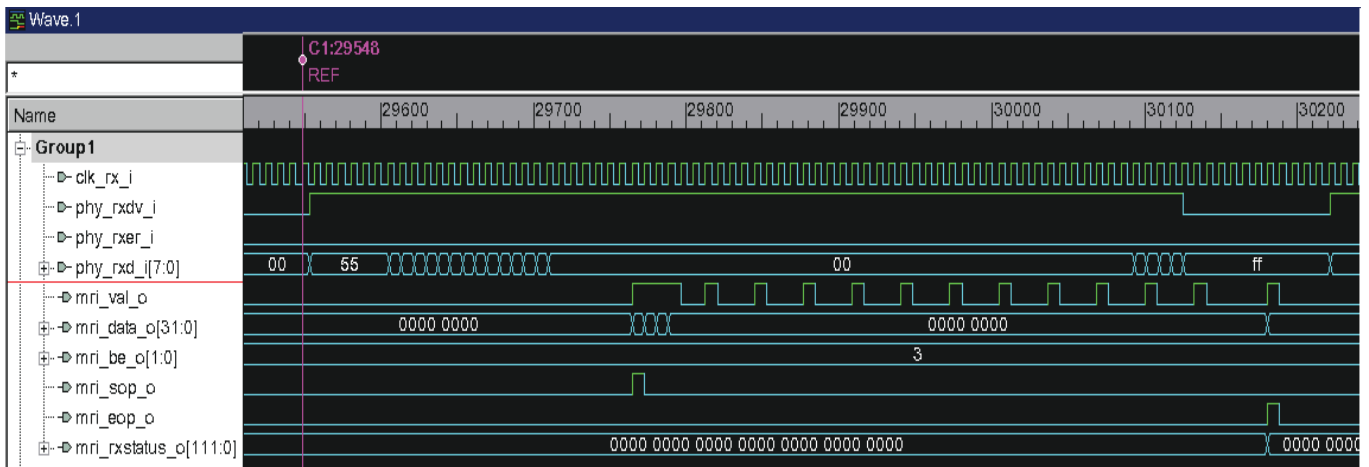 Wave.1
C1:29548
*
REF
Name
29600 29700 29800 29900 30000 30100 30200
Group1
clk_rx_i
phy_rxdv_i
phy_rxer_i
phy_rxd_i[7:0] 00 55 00 ff
mri_val_o
mri_data_o[31:0] 0000 0000 0000 0000
mri_be_o[1:0] 3
mri_sop_o
mri_eop_o
mri_rxstatus_o[111:0] 0000 0000 0000 0000 0000 0000 0000 0000 0000